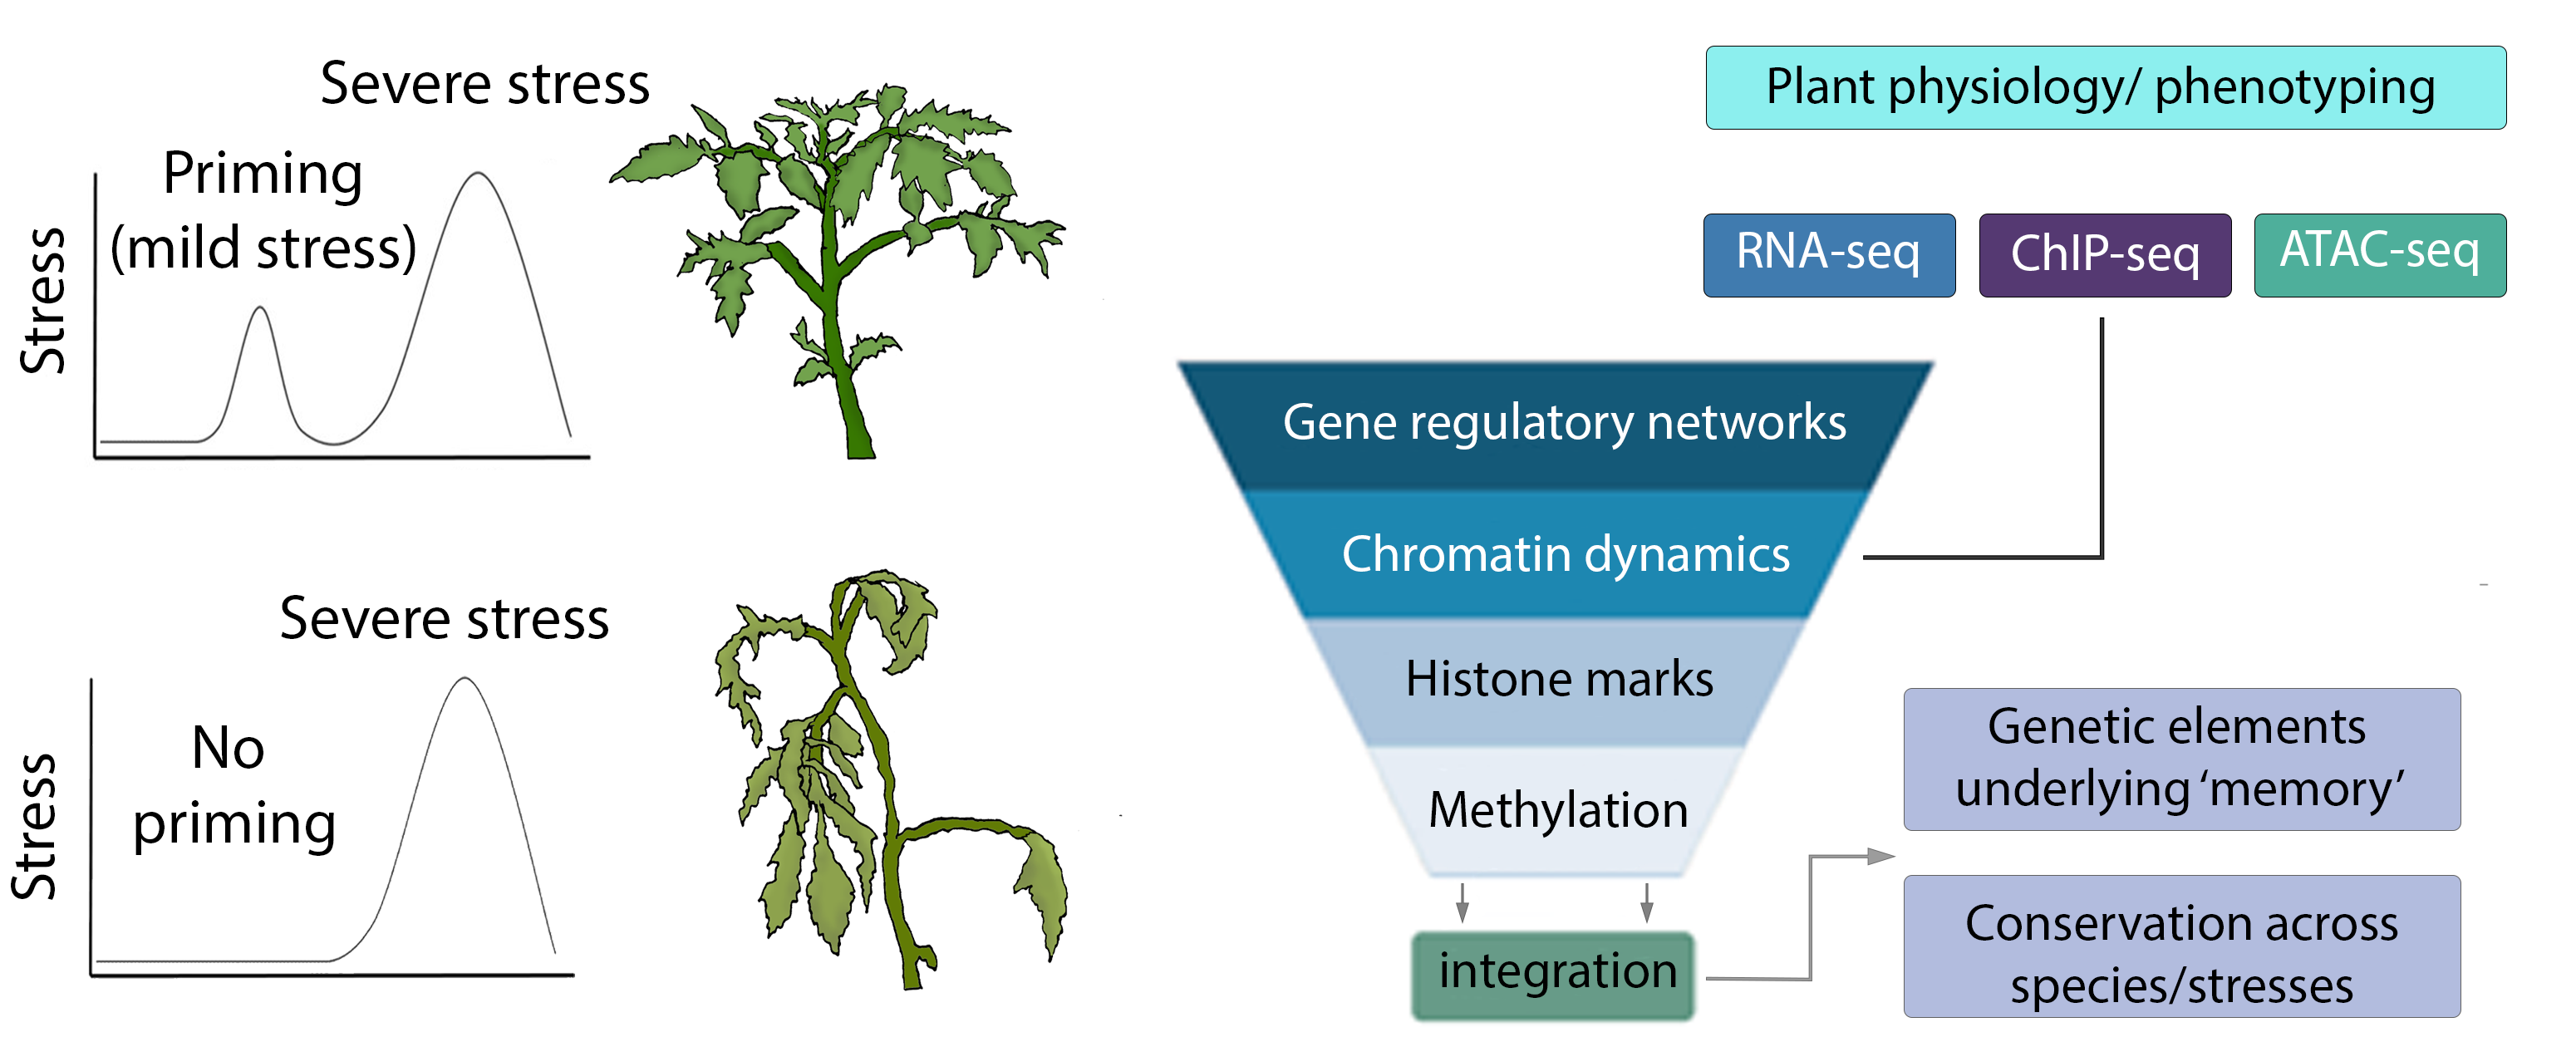 Severe stress
Priming
(mild stress)
Stress
Severe stress
No
priming
Stress
Plant physiology/ phenotyping
RNA-seq
ChIP-seq
ATAC-seq
Gene regulatory networks
Chromatin dynamics
Histone marks
Methylation
integration
Genetic elements
underlying ‘memory’
Conservation across
species/stresses